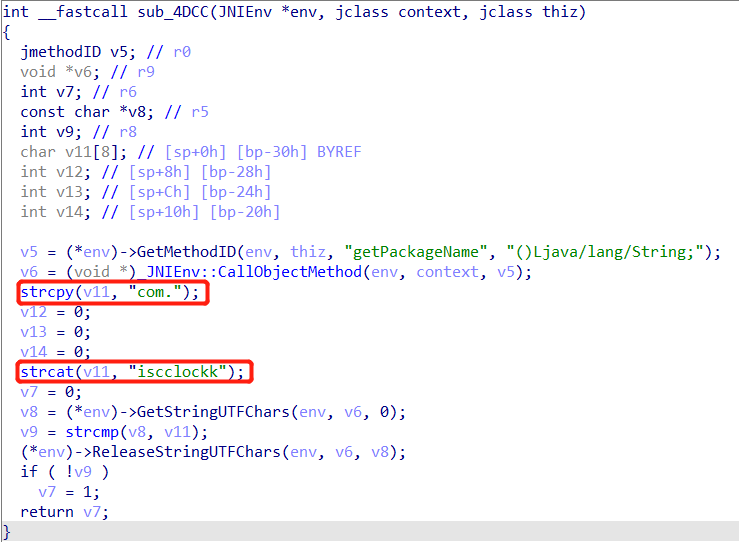 int __fastcall sub_4DCC(JNIEnv *env, jclass context, jclass thiz)
{
  jmethodID v5; // r0
  void *v6; // r9
  int v7; // r6
  const char *v8; // r5
  int v9; // r8
  char v11[8]; // [sp+0h] [bp-30h] BYREF
  int v12; // [sp+8h] [bp-28h]
  int v13; // [sp+Ch] [bp-24h]
  int v14; // [sp+10h] [bp-20h]

  v5 = (*env)->GetMethodID(env, thiz, "getPackageName", "()Ljava/lang/String;");
  v6 = (void *)_JNIEnv::CallObjectMethod(env, context, v5);
  strcpy(v11, "com.");
  v12 = 0;
  v13 = 0;
  v14 = 0;
  strcat(v11, "iscclockk");
  v7 = 0;
  v8 = (*env)->GetStringUTFChars(env, v6, 0);
  v9 = strcmp(v8, v11);
  (*env)->ReleaseStringUTFChars(env, v6, v8);
  if ( !v9 )
    v7 = 1;
  return v7;
}